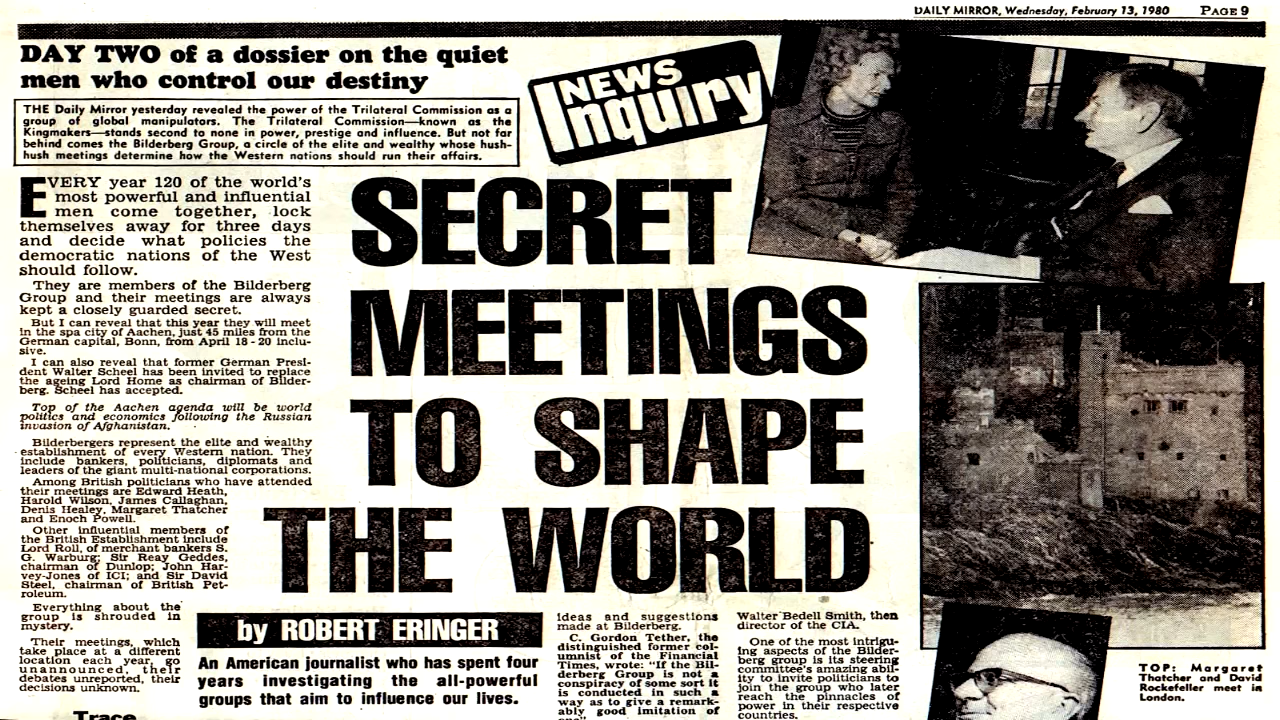 DAILY MIRROR, Wednesday, February 13, 1980 PAGE 9
DAY TWO of a dossier on the quiet
men who control our destiny
THE Daily Mirror yesterday revealed the power of the Trilateral Commission as a
group of global manipulators. The Trilateral Commission—known as the
Kingmakers—stands second to none in power, prestige and influence. But not far
behind comes the Bilderberg Group, a circle of the elite and wealthy whose hush-
hush meetings determine how the Western nations should run their affairs.
NEWS
Inquiry
SECRET
MEETINGS
TO SHAPE
THE WORLD
EVERY year 120 of the world's
most powerful and influential
men come together, lock
themselves away for three days
and decide what policies the
democratic nations of the West
should follow.
They are members of the Bilderberg
Group and their meetings are always
kept a closely guarded secret.
But I can reveal that this year they will meet
in the spa city of Aachen, just 45 miles from the
German capital, Bonn, from April 18 - 20 inclu-
sive.
I can also reveal that former German Presi-
dent Walter Scheel has been invited to replace
the ageing Lord Home as chairman of Bilder-
berg. Scheel has accepted.
Top of the Aachen agenda will be world
politics and economics following the Russian
invasion of Afghanistan.
Bilderbergers represent the elite and wealthy
establishment of every Western nation. They
include bankers, politicians, diplomats and
leaders of the giant multi-national corporations.
Among British politicians who have attended
their meetings are Edward Heath,
Harold Wilson, James Callaghan,
Denis Healey, Margaret Thatcher
and Enoch Powell.
Other influential members of
the British Establishment include
Lord Roll, of merchant bankers S.
G. Warburg; Sir Reay Geddes,
chairman of Dunlop; John Har-
vey-Jones of ICI; and Sir David
Steel, chairman of British Pet-
roleum.
Everything about the
group is shrouded in
mystery.
Their meetings, which
take place at a different
location each year, go
unannounced, their
debates unreported, their
decisions unknown.
Trace
by ROBERT ERINGER
An American journalist who has spent four
years investigating the all-powerful
groups that aim to influence our lives.
ideas and suggestions
made at Bilderberg.
C. Gordon Tether, the
distinguished former col-
umnist of the Financial
Times, wrote: "If the Bil-
derberg Group is not a
conspiracy of some sort it
is conducted in such a
way as to give a remark-
ably good imitation of
one"
Walter Bedell Smith, then
director of the CIA.
One of the most intrigu-
ing aspects of the Bilder-
berg group is its steering
committee's amazing abil-
ity to invite politicians to
join the group who later
reach the pinnacles of
power in their respective
countries.
TOP: Margaret
Thatcher and David
Rockefeller meet in
London.